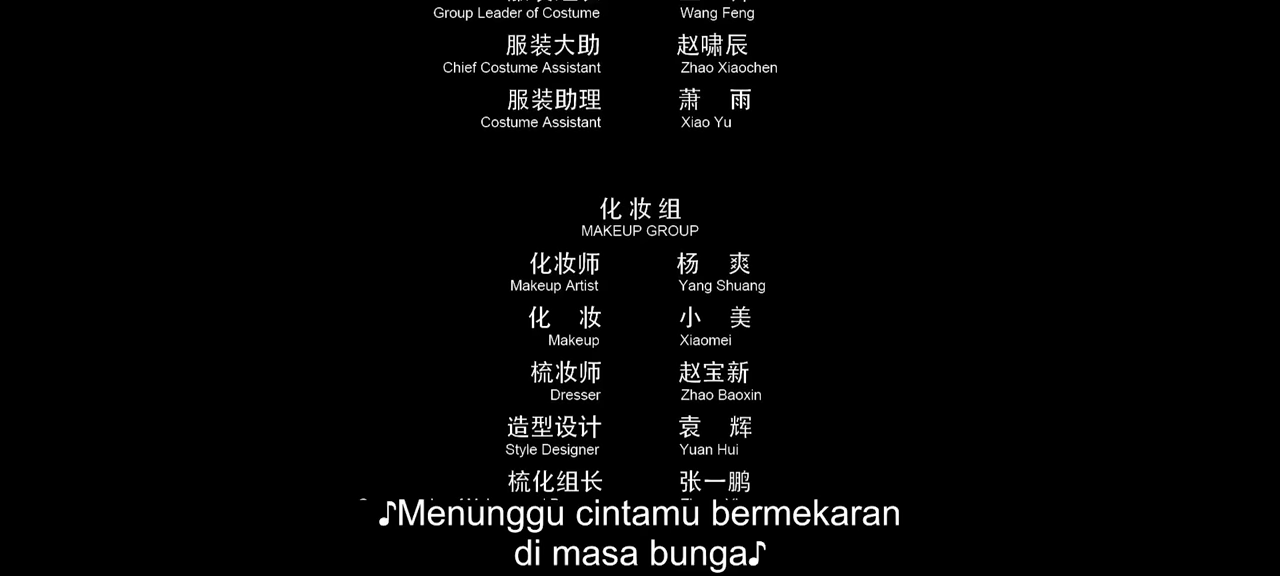 Group Leader of Costume Wang Feng
服装大助 赵啸辰
Chief Costume Assistant Zhao Xiaochen
服装助理 萧 雨
Costume Assistant Xiao Yu
化妆组
MAKEUP GROUP
化妆师 杨 爽
Makeup Artist Yang Shuang
化 妆 小 美
Makeup Xiaomei
梳妆师 赵宝新
Dresser Zhao Baoxin
造型设计 袁 辉
Style Designer Yuan Hui
梳化组长 张一鹏
♪Menunggu cintamu bermekaran
di masa bunga♪